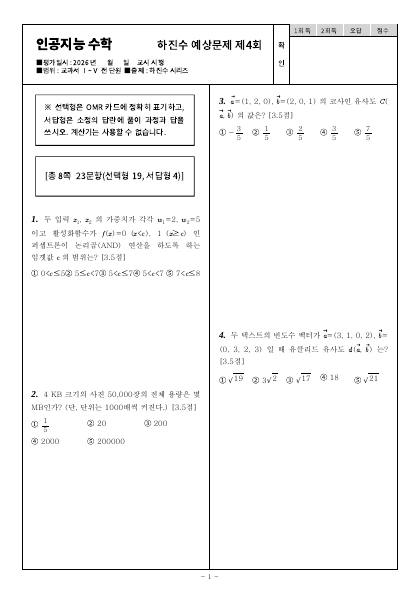 인공지능 수학
하진수 예상문제 제4회
확인
1회독 2회독 오답 점수
■평가일시 : 2026년 월 일 교시 시행
■범위 : 교과서 Ⅰ~Ⅴ 전 단원 ■출제 : 하진수 시리즈
※ 선택형은 OMR 카드에 정확히 표기하고,
서답형은 소정의 답란에 풀이 과정과 답을
쓰시오. 계산기는 사용할 수 없습니다.
[총 8쪽 23문항(선택형 19, 서답형 4)]
1. 두 입력 x₁, x₂ 의 가중치가 각각 w₁=2, w₂=5
이고 활성화함수가 f(x)=0 (x<c), 1 (x≥c) 인
퍼셉트론이 논리곱(AND) 연산을 하도록 하는
임곗값 c 의 범위는? [3.5점]
① 0<c≤5 ② 5≤c<7 ③ 5<c≤7 ④ 5<c<7 ⑤ 7<c≤8
2. 4 KB 크기의 사진 50,000장의 전체 용량은 몇
MB인가? (단, 단위는 1000배씩 커진다.) [3.5점]
① 1/5 ② 20 ③ 200
④ 2000 ⑤ 200000
3. a⃗=(1, 2, 0), b⃗=(2, 0, 1) 의 코사인 유사도 C(
a⃗, b⃗) 의 값은? [3.5점]
① -3/5 ② 1/5 ③ 2/5 ④ 3/5 ⑤ 7/5
4. 두 텍스트의 빈도수 벡터가 a⃗=(3, 1, 0, 2), b⃗=
(0, 3, 2, 3) 일 때 유클리드 유사도 d(a⃗, b⃗) 는?
[3.5점]
① √19 ② 3√2 ③ √17 ④ 18 ⑤ √21
- 1 -